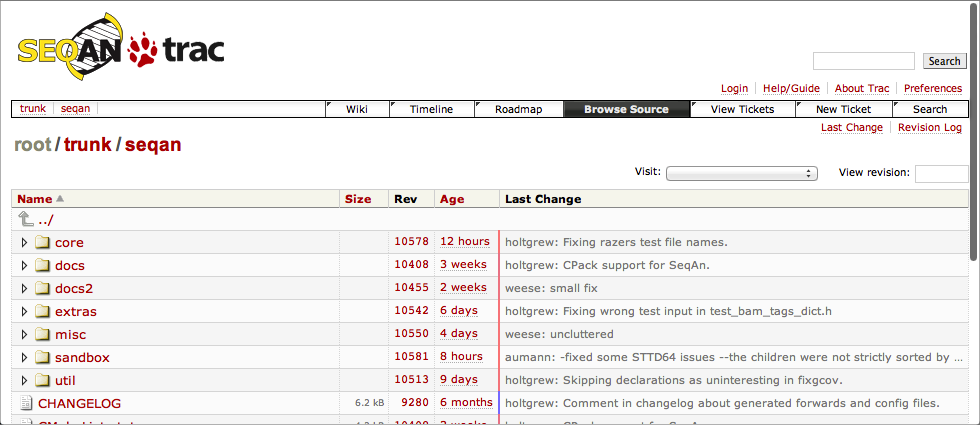 SEQAN trac
Search
Login Help/Guide About Trac Preferences
trunk seqan Wiki Timeline Roadmap Browse Source View Tickets New Ticket Search
Last Change Revision Log
root/trunk/seqan
Visit: View revision:
Name Size Rev Age Last Change
../
core 10578 12 hours holtgrew: Fixing razers test file names.
docs 10408 3 weeks holtgrew: CPack support for SeqAn.
docs2 10455 2 weeks weese: small fix
extras 10542 6 days holtgrew: Fixing wrong test input in test_bam_tags_dict.h
misc 10550 4 days weese: uncluttered
sandbox 10581 8 hours aumann: -fixed some STTD64 issues --the children were not strictly sorted by ...
util 10513 9 days holtgrew: Skipping declarations as uninteresting in fixgcov.
CHANGELOG 6.2 kB 9280 6 months holtgrew: Comment in changelog about generated forwards and config files.